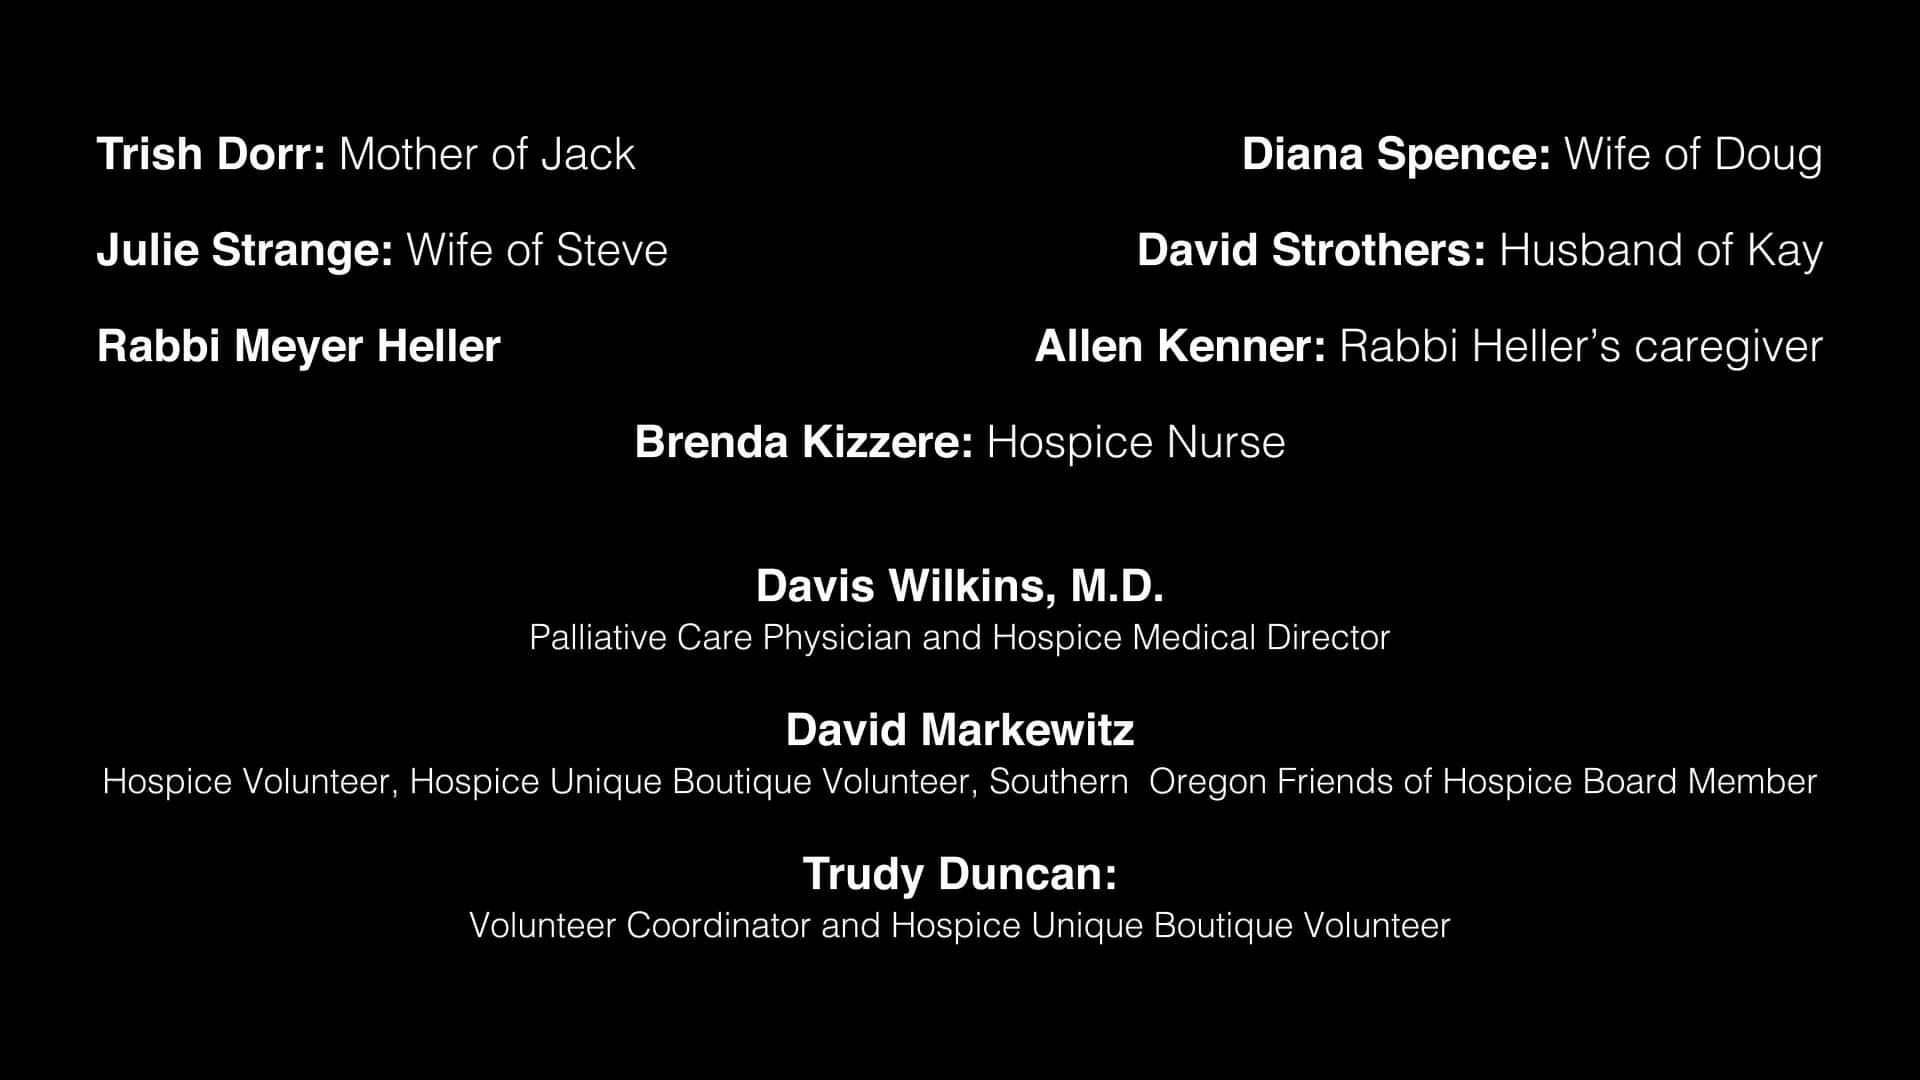 Trish Dorr: Mother of Jack
Diana Spence: Wife of Doug
Julie Strange: Wife of Steve
David Strothers: Husband of Kay
Rabbi Meyer Heller
Allen Kenner: Rabbi Heller’s caregiver
Brenda Kizzere: Hospice Nurse
Davis Wilkins, M.D.
Palliative Care Physician and Hospice Medical Director
David Markewitz
Hospice Volunteer, Hospice Unique Boutique Volunteer, Southern  Oregon Friends of Hospice Board Member
Trudy Duncan:
Volunteer Coordinator and Hospice Unique Boutique Volunteer